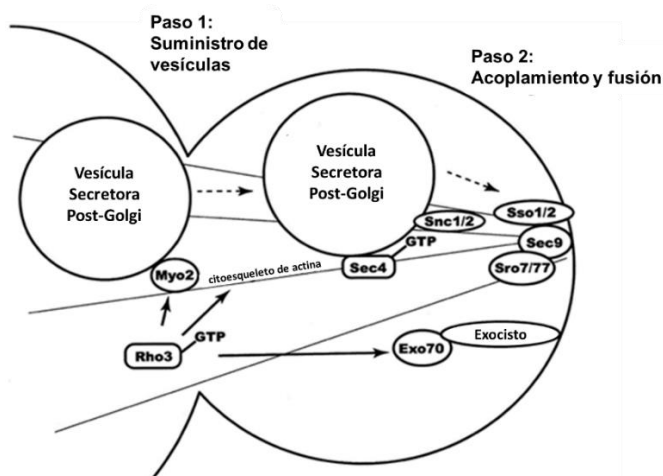 Paso 1:
Suministro de
vesículas
Paso 2:
Acoplamiento y fusión
Vesícula
Secretora
Post-Golgi
Vesícula
Secretora
Post-Golgi
Snc1/2
Sso1/2
GTP
Sec9
Myo2
citoesqueleto de actina
Sec4
Sro7/77
GTP
Rho3
Exo70
Exocisto